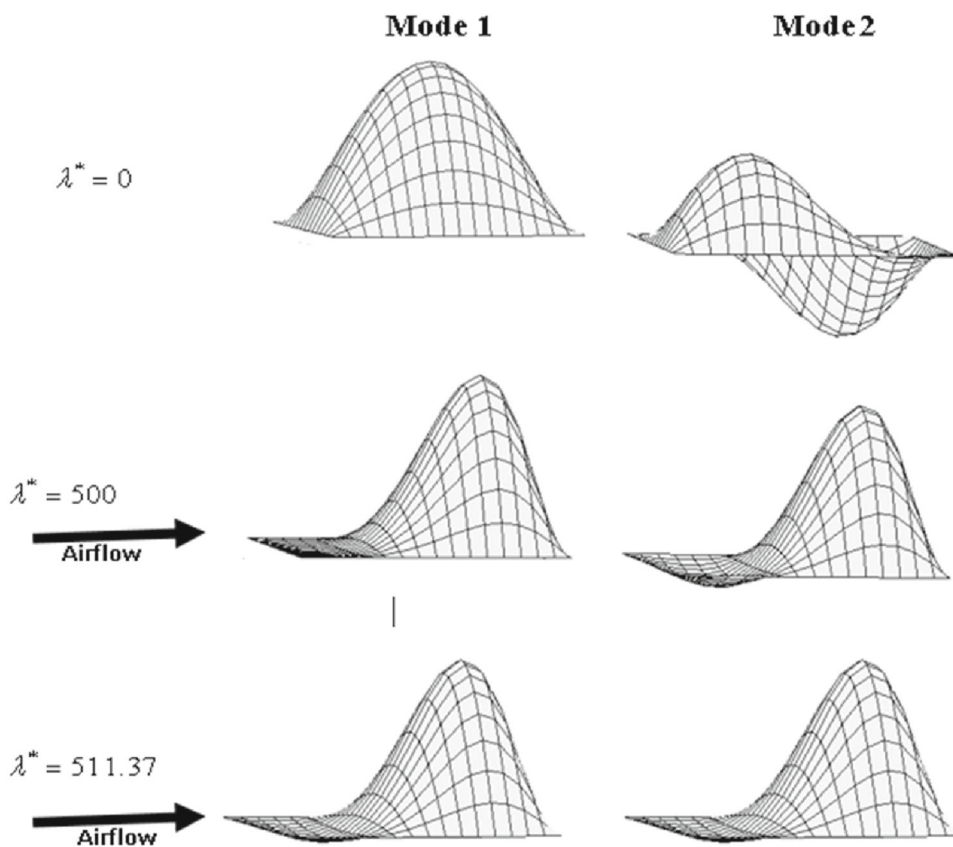 Mode 1
Mode 2
λ* = 0
λ* = 500
Airflow
λ* = 511.37
Airflow